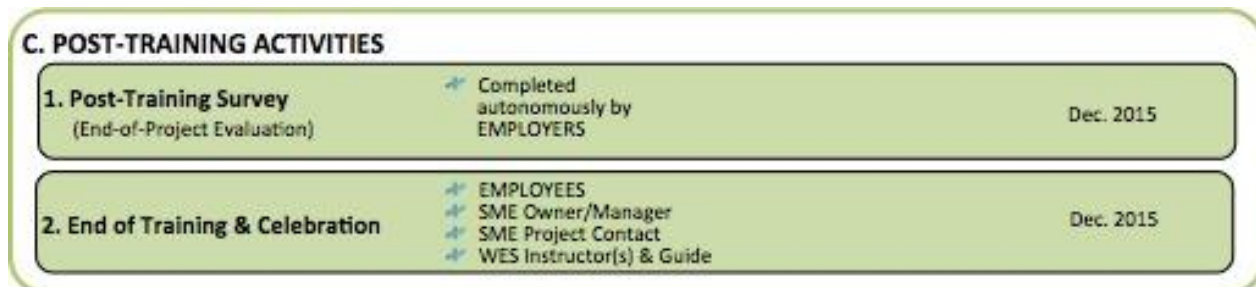 C. POST-TRAINING ACTIVITIES
1. Post-Training Survey
(End-of-Project Evaluation)
Completed
autonomously by
EMPLOYERS
Dec. 2015
2. End of Training & Celebration
EMPLOYEES
SME Owner/Manager
SME Project Contact
WES Instructor(s) & Guide
Dec. 2015